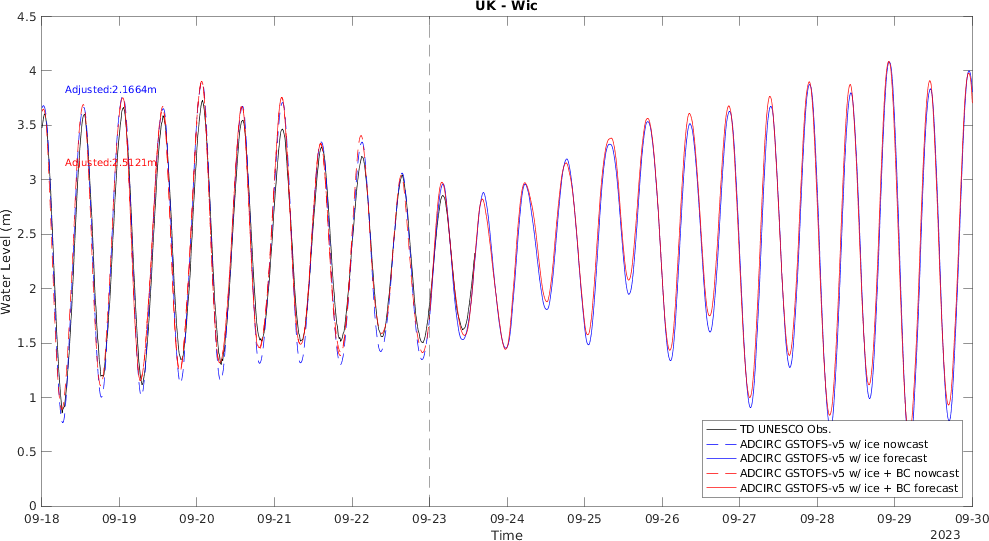 UK - Wic
4.5
4
3.5
3
2.5
2
1.5
1
0.5
0
Water Level (m)
Adjusted:2.1664m
Adjusted:2.5121m
TD UNESCO Obs.
ADCIRC GSTOFS-v5 w/ ice nowcast
ADCIRC GSTOFS-v5 w/ ice forecast
ADCIRC GSTOFS-v5 w/ ice + BC nowcast
ADCIRC GSTOFS-v5 w/ ice + BC forecast
09-18 09-19 09-20 09-21 09-22 09-23 09-24 09-25 09-26 09-27 09-28 09-29 09-30
Time
2023